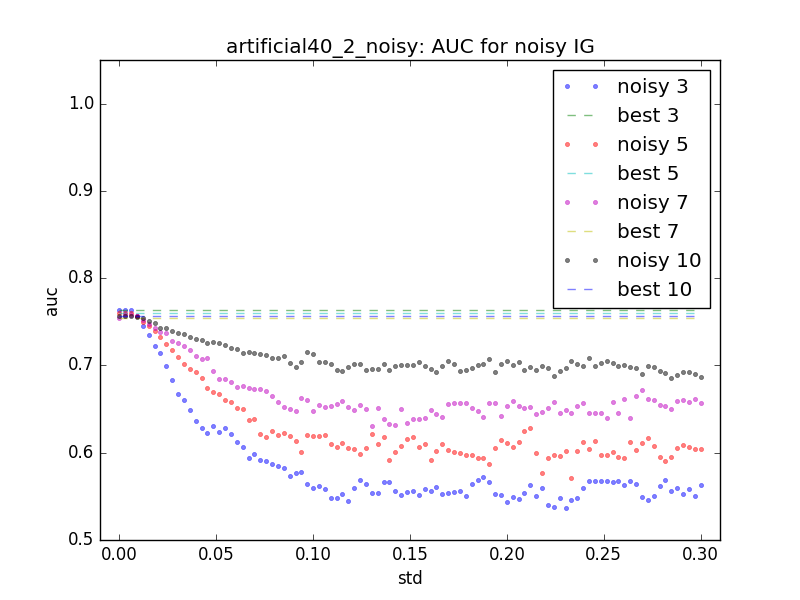 artificial40_2_noisy: AUC for noisy IG
noisy 3
best 3
noisy 5
best 5
noisy 7
best 7
noisy 10
best 10
auc
1.0
0.9
0.8
0.7
0.6
0.5
0.00 0.05 0.10 0.15 0.20 0.25 0.30
std